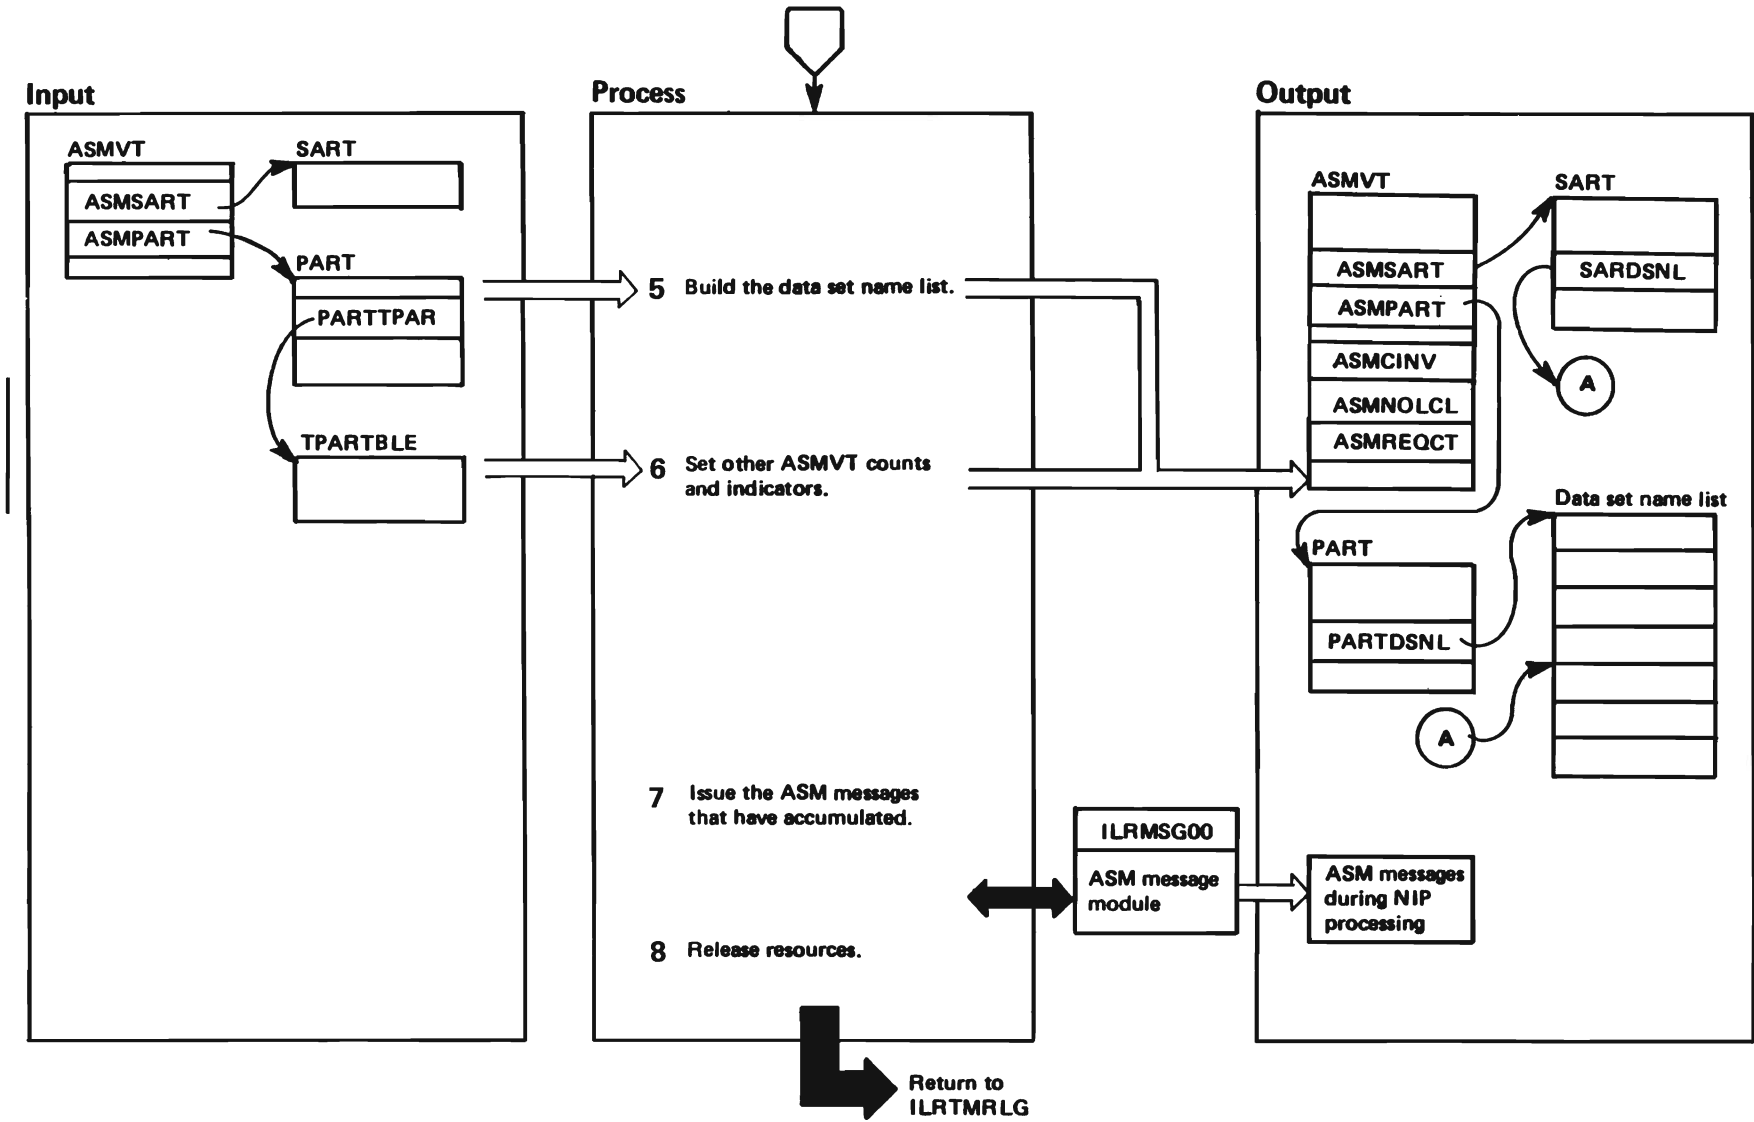 Input
ASMVT
ASMSART
ASMPART
SART
PART
PARTTPAR
TPARTBLE
Process
5 Build the data set name list.
6 Set other ASMVT counts
and indicators.
7 Issue the ASM messages
that have accumulated.
8 Release resources.
Return to
ILRTMRLG
ILRMSG00
ASM message
module
Output
ASMVT
ASMSART
ASMPART
ASMCINV
ASMNOLCL
ASMREQCT
SART
SARDSNL
A
Data set name list
PART
PARTDSNL
A
ASM messages
during NIP
processing